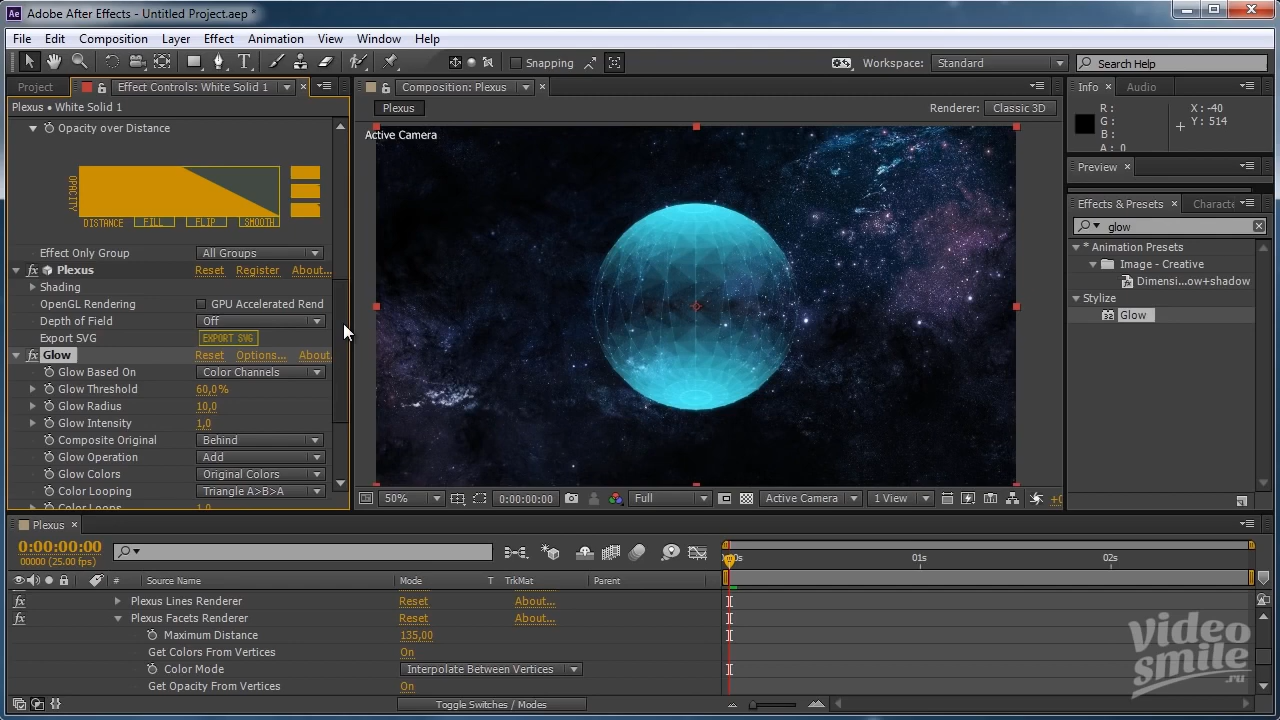 Adobe After Effects - Untitled Project.aep *
File Edit Composition Layer Effect Animation View Window Help
Snapping
Workspace: Standard
Search Help
Project
Effect Controls: White Solid 1
Plexus • White Solid 1
Opacity over Distance
OPACITY
DISTANCE FILL FLIP SMOOTH
Effect Only Group All Groups
fx Plexus Reset Register About...
Shading
OpenGL Rendering GPU Accelerated Rend
Depth of Field Off
Export SVG EXPORT SVG
fx Glow Reset Options... About.
Glow Based On Color Channels
Glow Threshold 60,0%
Glow Radius 10,0
Glow Intensity 1,0
Composite Original Behind
Glow Operation Add
Glow Colors Original Colors
Color Looping Triangle A>B>A
Color Loops 1,0
Composition: Plexus
Plexus
Renderer: Classic 3D
Active Camera
50% 0:00:00:00 Full Active Camera 1 View +0
Info Audio
R : X : -40
G : Y : 514
B :
A : 0
Preview
Effects & Presets Characte
glow
* Animation Presets
Image - Creative
Dimensi...ow+shadow
Stylize
Glow
Plexus
0:00:00:00
00000 (25.00 fps)
# Source Name Mode T TrkMat Parent
fx Plexus Lines Renderer Reset About...
fx Plexus Facets Renderer Reset About...
Maximum Distance 135,00
Get Colors From Vertices On
Color Mode Interpolate Between Vertices
Get Opacity From Vertices On
Toggle Switches / Modes
01s 02s
video
smile
.ru